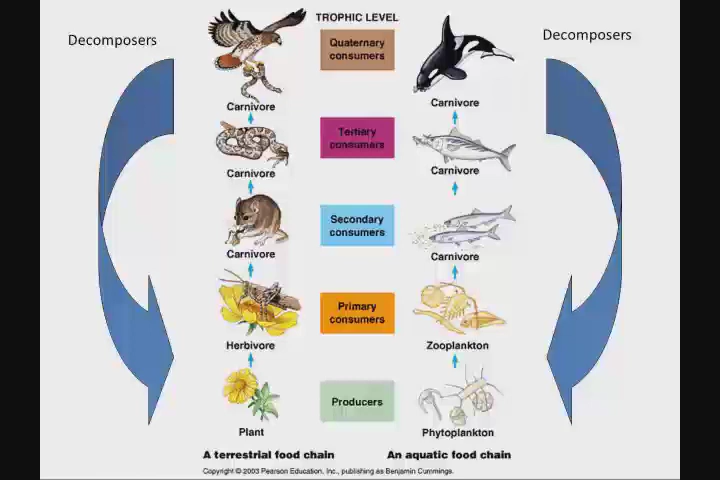 TROPHIC LEVEL
Decomposers
Decomposers
Quaternary
consumers
Carnivore
Carnivore
Tertiary
consumers
Carnivore
Carnivore
Secondary
consumers
Carnivore
Carnivore
Primary
consumers
Herbivore
Zooplankton
Producers
Plant
Phytoplankton
A terrestrial food chain
An aquatic food chain
Copyright © 2003 Pearson Education, Inc., publishing as Benjamin Cummings.